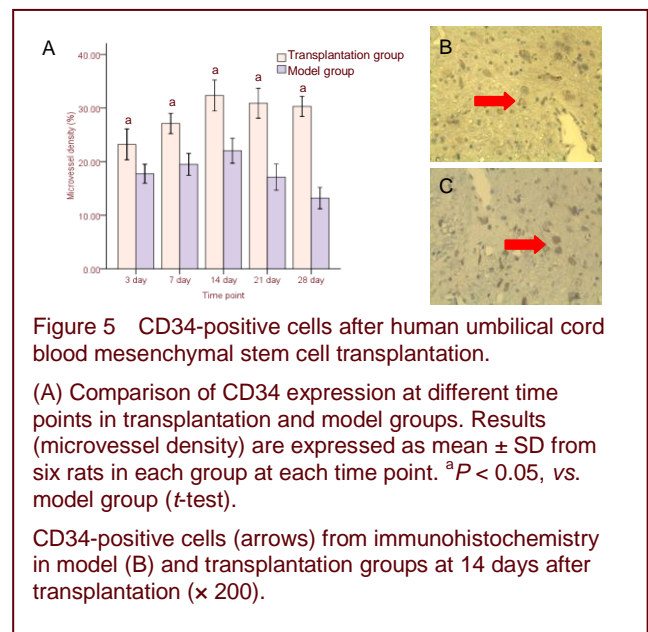 A
40.00
30.00
20.00
10.00
0.00
Microvessel density (%)
Transplantation group
Model group
a
a
a
a
a
3 day
7 day
14 day
21 day
28 day
Time point
B
C
Figure 5 CD34-positive cells after human umbilical cord
blood mesenchymal stem cell transplantation.
(A) Comparison of CD34 expression at different time
points in transplantation and model groups. Results
(microvessel density) are expressed as mean ± SD from
six rats in each group at each time point. ᵃP < 0.05, vs.
model group (t-test).
CD34-positive cells (arrows) from immunohistochemistry
in model (B) and transplantation groups at 14 days after
transplantation (× 200).